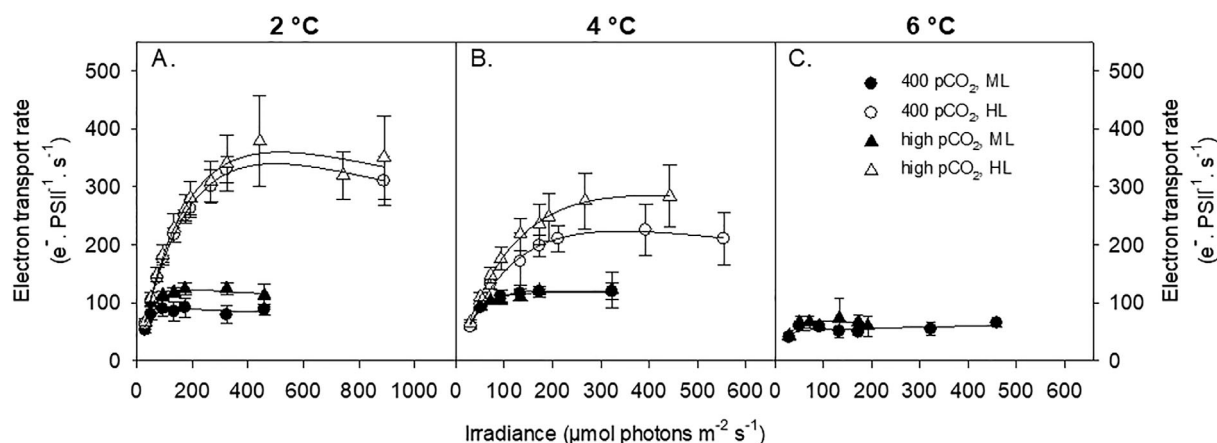 2 °C 4 °C 6 °C
A. B. C.
500 500
400 400
300 300
200 200
100 100
0 0
Electron transport rate
(e⁻. PSII⁻¹. s⁻¹)
400 pCO₂, ML
400 pCO₂, HL
high pCO₂, ML
high pCO₂, HL
Electron transport rate
(e⁻. PSII⁻¹. s⁻¹)
0 200 400 600 800 1000 0 100 200 300 400 500 600 0 100 200 300 400 500 600
Irradiance (µmol photons m⁻² s⁻¹)